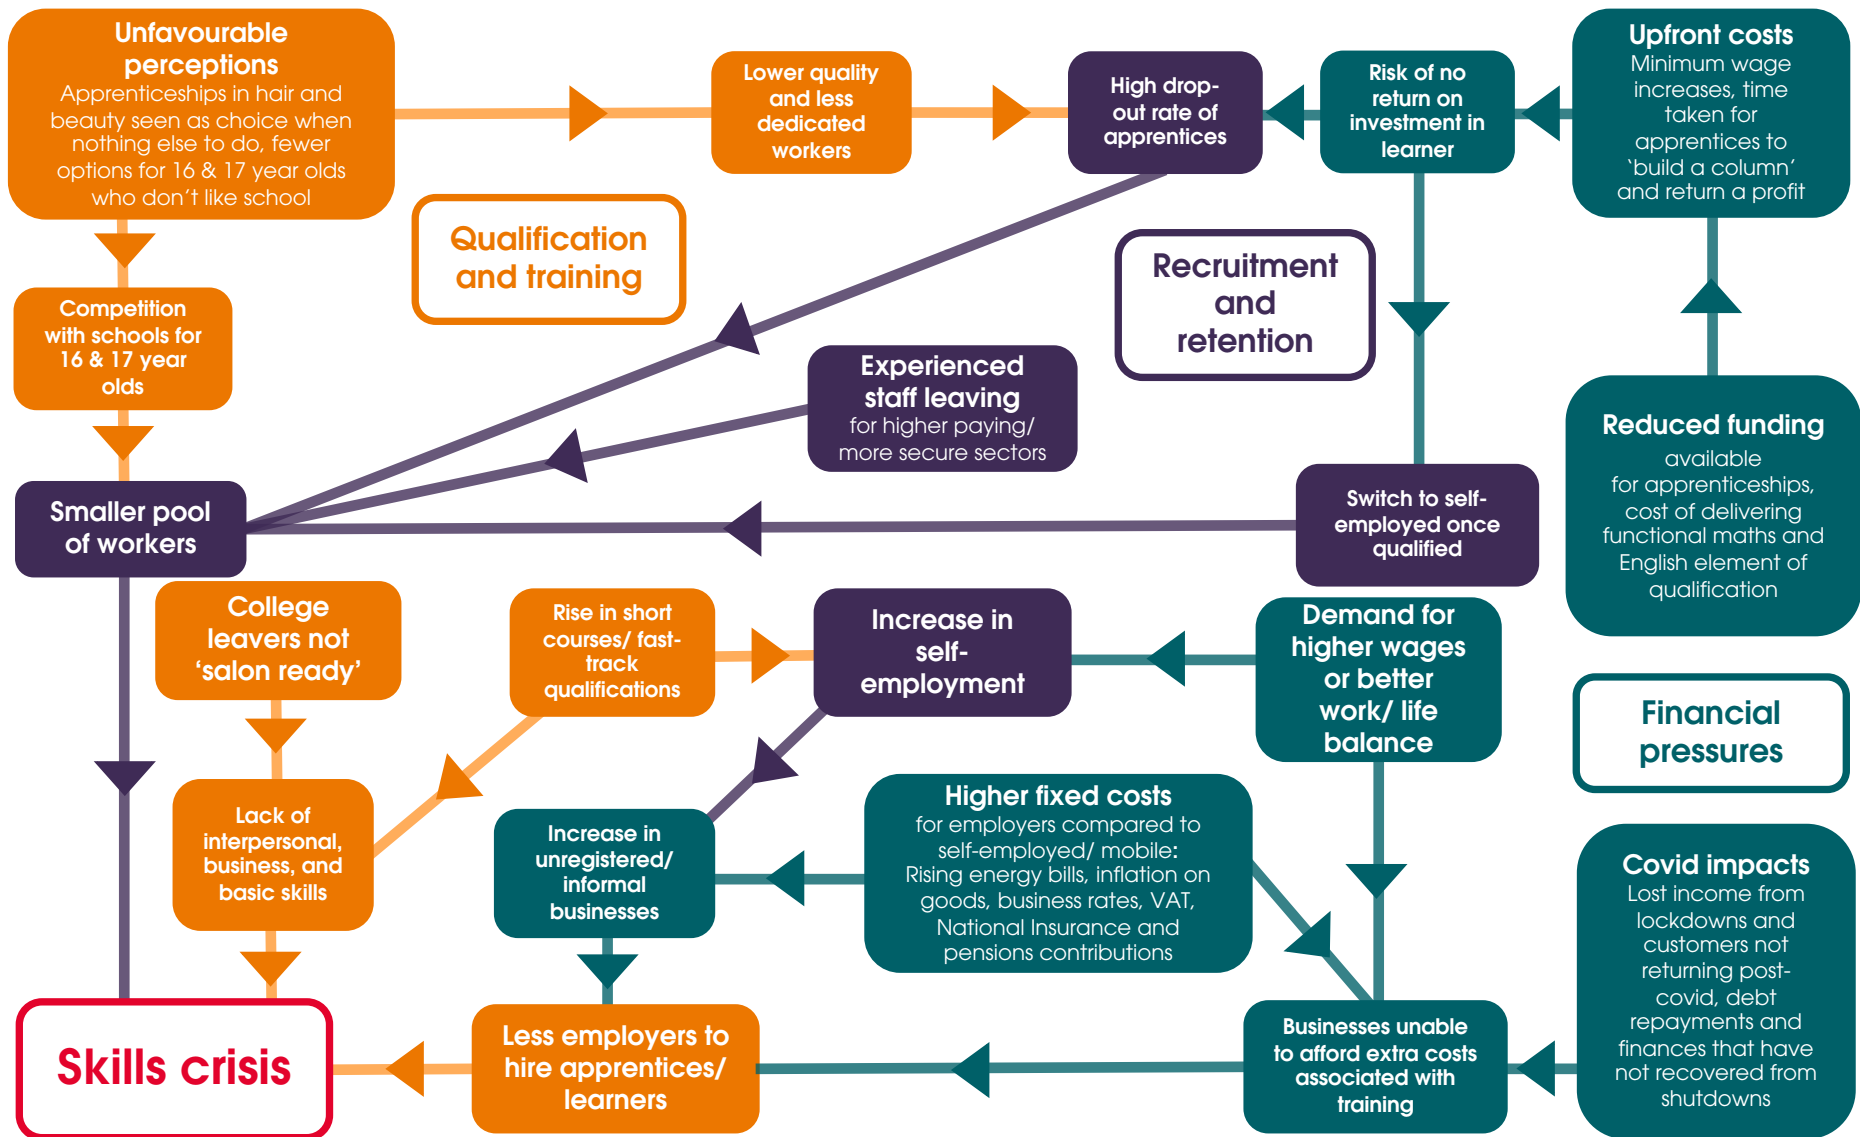 Unfavourable
perceptions
Apprenticeships in hair and
beauty seen as choice when
nothing else to do, fewer
options for 16 & 17 year olds
who don't like school
Lower quality
and less
dedicated
workers
High drop-
out rate of
apprentices
Risk of no
return on
investment in
learner
Upfront costs
Minimum wage
increases, time
taken for
apprentices to
‘build a column’
and return a profit
Qualification
and training
Recruitment
and
retention
Competition
with schools for
16 & 17 year
olds
Experienced
staff leaving
for higher paying/
more secure sectors
Reduced funding
available
for apprenticeships,
cost of delivering
functional maths and
English element of
qualification
Smaller pool
of workers
Switch to self-
employed once
qualified
College
leavers not
‘salon ready’
Rise in short
courses/ fast-
track
qualifications
Increase in
self-
employment
Demand for
higher wages
or better
work/ life
balance
Financial
pressures
Lack of
interpersonal,
business, and
basic skills
Increase in
unregistered/
informal
businesses
Higher fixed costs
for employers compared to
self-employed/ mobile:
Rising energy bills, inflation on
goods, business rates, VAT,
National Insurance and
pensions contributions
Covid impacts
Lost income from
lockdowns and
customers not
returning post-
covid, debt
repayments and
finances that have
not recovered from
shutdowns
Skills crisis
Less employers to
hire apprentices/
learners
Businesses unable
to afford extra costs
associated with
training